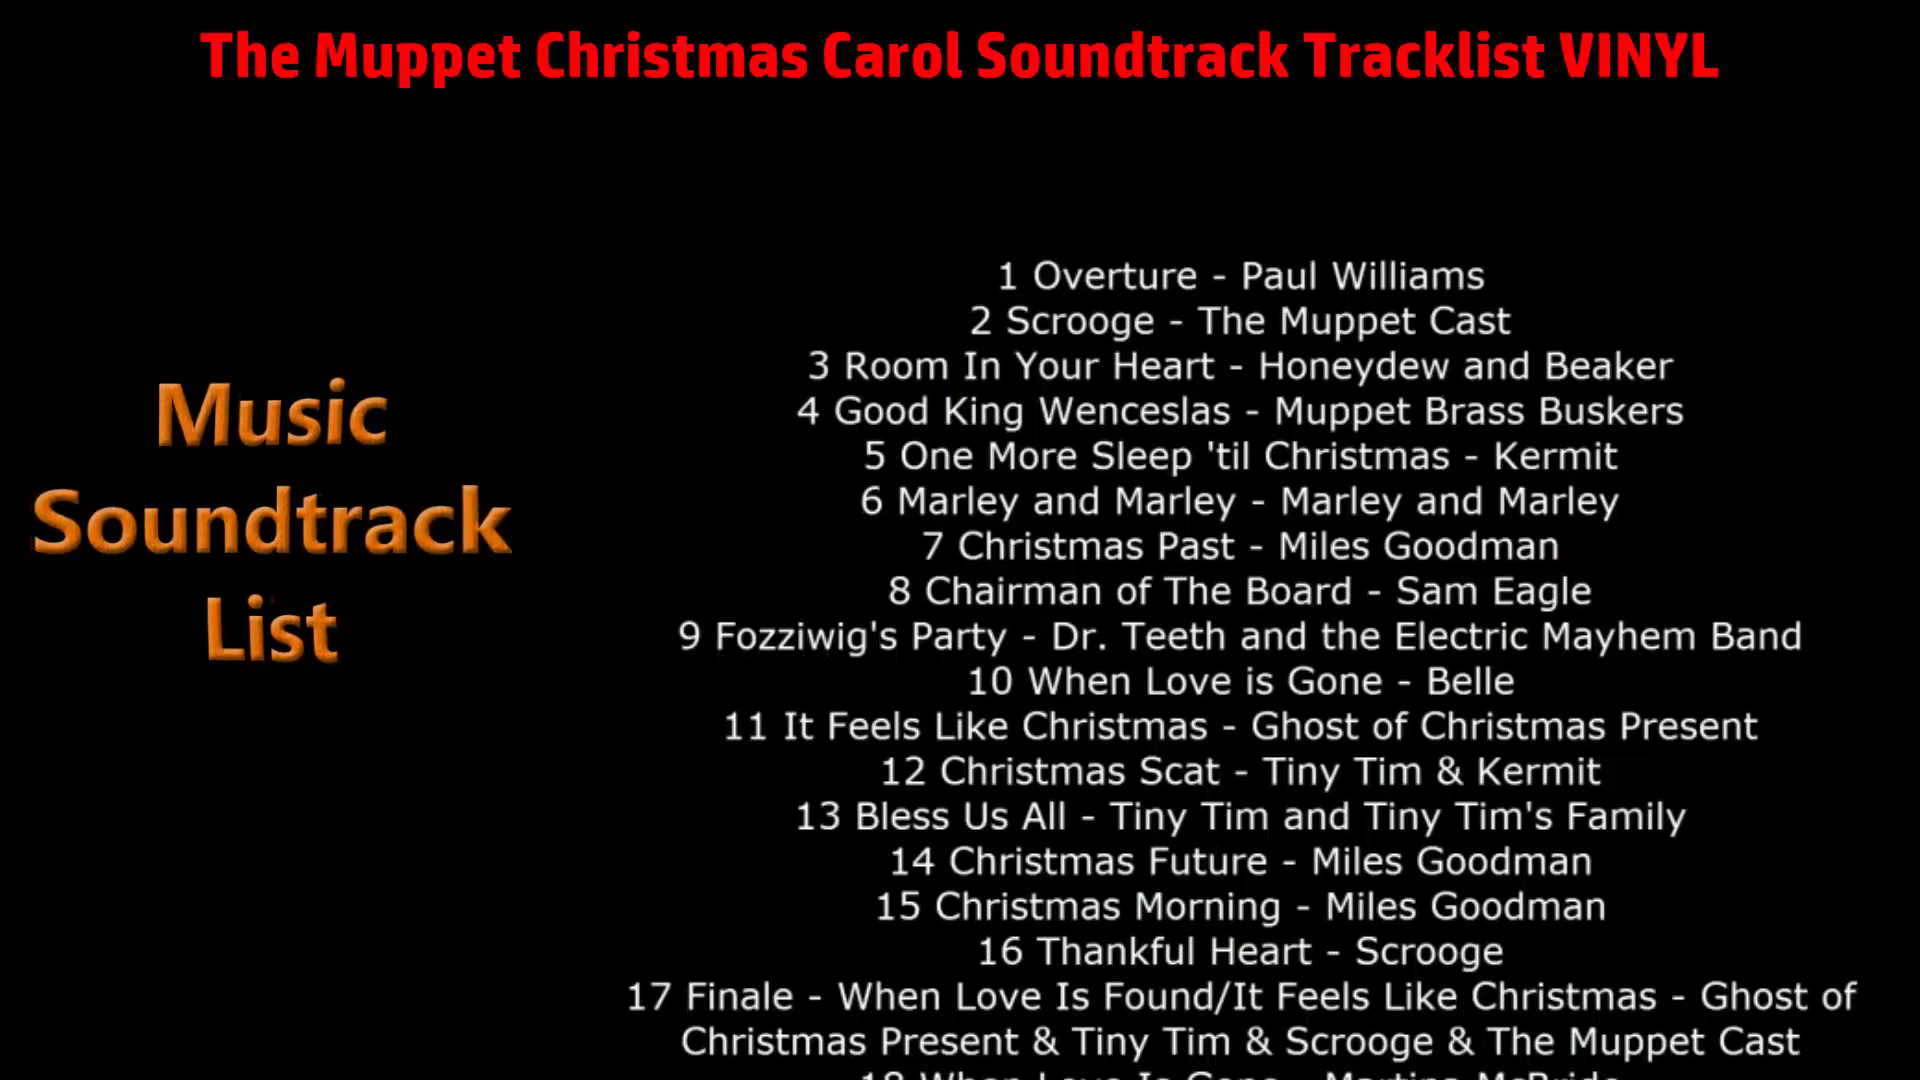 The Muppet Christmas Carol Soundtrack Tracklist VINYL
Music
Soundtrack
List
1 Overture - Paul Williams
2 Scrooge - The Muppet Cast
3 Room In Your Heart - Honeydew and Beaker
4 Good King Wenceslas - Muppet Brass Buskers
5 One More Sleep 'til Christmas - Kermit
6 Marley and Marley - Marley and Marley
7 Christmas Past - Miles Goodman
8 Chairman of The Board - Sam Eagle
9 Fozziwig's Party - Dr. Teeth and the Electric Mayhem Band
10 When Love is Gone - Belle
11 It Feels Like Christmas - Ghost of Christmas Present
12 Christmas Scat - Tiny Tim & Kermit
13 Bless Us All - Tiny Tim and Tiny Tim's Family
14 Christmas Future - Miles Goodman
15 Christmas Morning - Miles Goodman
16 Thankful Heart - Scrooge
17 Finale - When Love Is Found/It Feels Like Christmas - Ghost of
Christmas Present & Tiny Tim & Scrooge & The Muppet Cast
18 When Love Is Gone - Martina McBride